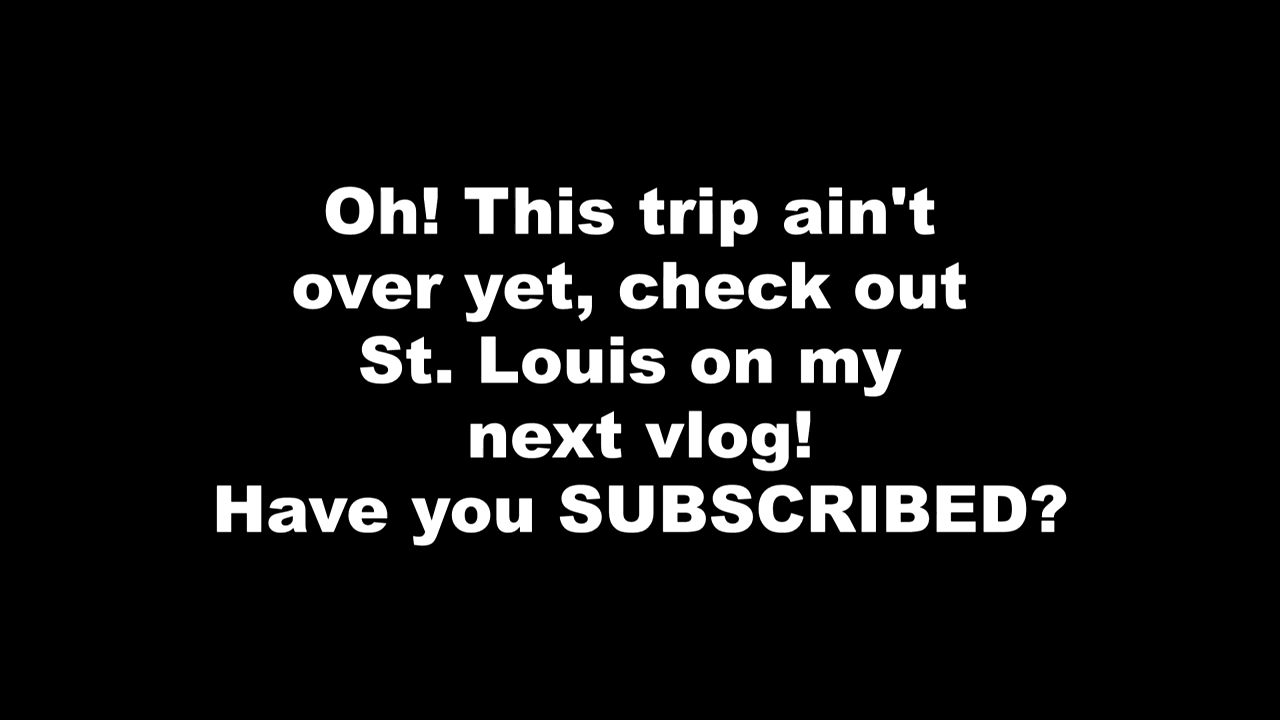 Oh! This trip ain't
over yet, check out
St. Louis on my
next vlog!
Have you SUBSCRIBED?